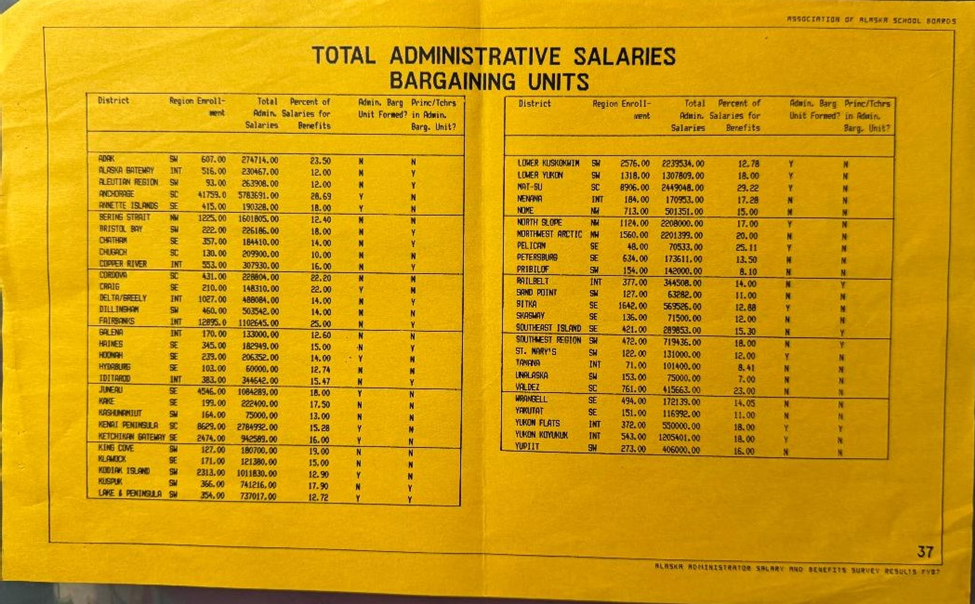 ASSOCIATION OF ALASKA SCHOOL BOARDS
TOTAL ADMINISTRATIVE SALARIES
BARGAINING UNITS
District Region Enroll- Total Percent of Admin. Barg Princ/Tchrs
ment Admin. Salaries for Unit Formed? in Admin.
Salaries Benefits Barg. Unit?
ADAK SW 607.00 274714.00 23.50 N N
ALASKA GATEWAY INT 516.00 230467.00 12.00 N Y
ALEUTIAN REGION SW 93.00 263908.00 12.00 N N
ANCHORAGE SC 41759.0 5783691.00 28.69 Y N
ANNETTE ISLANDS SE 415.00 190328.00 18.00 Y N
BERING STRAIT NW 1225.00 1601805.00 12.40 N N
BRISTOL BAY SW 222.00 226186.00 18.00 N Y
CHATHAM SE 357.00 184410.00 14.00 N Y
CHUGACH SC 130.00 209900.00 10.00 N N
COPPER RIVER INT 553.00 307930.00 16.00 N Y
CORDOVA SC 431.00 228804.00 22.20 N N
CRAIG SE 210.00 148310.00 22.00 Y N
DELTA/GREELY INT 1027.00 488084.00 14.00 N Y
DILLINGHAM SW 460.00 503542.00 14.00 N N
FAIRBANKS INT 12895.0 1102645.00 25.00 N Y
GALENA INT 170.00 133000.00 12.60 N N
HAINES SE 345.00 182949.00 15.00 N Y
HOONAH SE 239.00 206352.00 14.00 Y N
HYDABURG SE 103.00 60000.00 12.74 N N
IDITAROD INT 383.00 344642.00 15.47 N Y
JUNEAU SE 4546.00 1084289.00 18.00 Y N
KAKE SE 199.00 222400.00 17.50 N N
KASHUNAMIUT SW 164.00 75000.00 13.00 N N
KENAI PENINSULA SC 8629.00 2784992.00 15.28 Y N
KETCHIKAN GATEWAY SE 2474.00 942589.00 16.00 Y N
KING COVE SW 127.00 180700.00 19.00 N N
KLAWOCK SE 171.00 121380.00 15.00 N N
KODIAK ISLAND SW 2313.00 1011830.00 12.90 Y N
KUSPUK SW 366.00 741216.00 17.90 N Y
LAKE & PENINSULA SW 354.00 737017.00 12.72 Y Y
District Region Enroll- Total Percent of Admin. Barg Princ/Tchrs
ment Admin. Salaries for Unit Formed? in Admin.
Salaries Benefits Barg. Unit?
LOWER KUSKOKWIM SW 2576.00 2239534.00 12.78 Y N
LOWER YUKON SW 1318.00 1307809.00 18.00 Y N
MAT-SU SC 8906.00 2449048.00 29.22 Y N
NENANA INT 184.00 170953.00 17.28 N N
NOME NW 713.00 501351.00 15.00 N N
NORTH SLOPE NW 1124.00 2208000.00 17.00 Y N
NORTHWEST ARCTIC NW 1560.00 2201399.00 20.00 N N
PELICAN SE 48.00 70533.00 25.11 Y N
PETERSBURG SE 634.00 173611.00 13.50 N N
PRIBILOF SW 154.00 142000.00 8.10 N N
RAILBELT INT 377.00 344508.00 14.00 N Y
SAND POINT SW 127.00 63282.00 11.00 N N
SITKA SE 1642.00 569526.00 12.88 Y N
SKAGWAY SE 136.00 71500.00 12.00 N N
SOUTHEAST ISLAND SE 421.00 289853.00 15.30 N Y
SOUTHWEST REGION SW 472.00 719436.00 18.00 N Y
ST. MARY'S SW 122.00 131000.00 12.00 Y N
TANANA INT 71.00 101400.00 8.41 N N
UNALASKA SW 153.00 75000.00 7.00 N N
VALDEZ SC 761.00 415663.00 23.00 N N
WRANGELL SE 494.00 172139.00 14.05 N N
YAKUTAT SE 151.00 116992.00 11.00 N N
YUKON FLATS INT 372.00 550000.00 18.00 Y Y
YUKON KOYUKUK INT 543.00 1205401.00 18.00 Y N
YUPIIT SW 273.00 406000.00 16.00 N N
37
ALASKA ADMINISTRATOR SALARY AND BENEFITS SURVEY RESULTS FY87